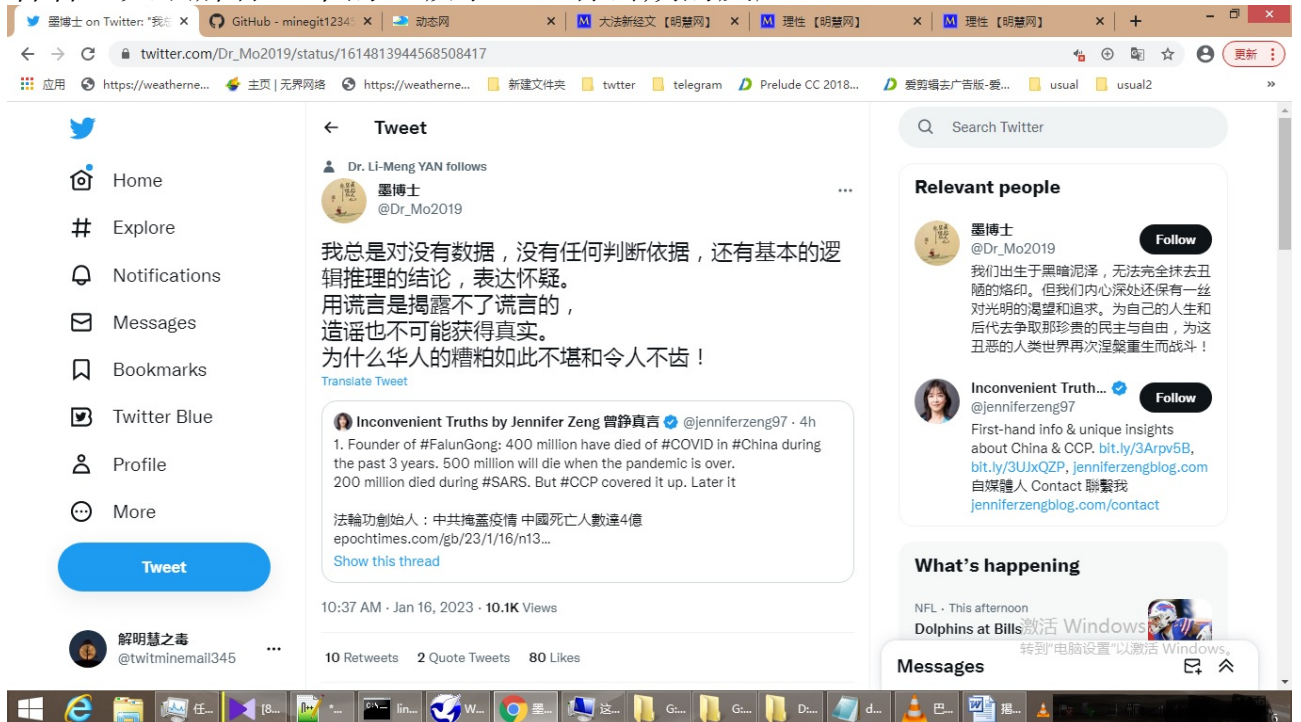 墨博士 on Twitter: "我
GitHub - minegit12345
动态网
大法新经文【明慧网】
理性【明慧网】
理性【明慧网】
twitter.com/Dr_Mo2019/status/1614813944568508417
更新
应用
https://weatherne...
主页 | 无界网络
https://weatherne...
新建文件夹
twtter
telegram
Prelude CC 2018...
爱剪辑去广告版-爱...
usual
usual2
»
Home
Explore
Notifications
Messages
Bookmarks
Twitter Blue
Profile
More
Tweet
解明慧之毒
@twitminemail345
Tweet
Dr. Li-Meng YAN follows
墨博士
@Dr_Mo2019
我总是对没有数据，没有任何判断依据，还有基本的逻
辑推理的结论，表达怀疑。
用谎言是揭露不了谎言的，
造谣也不可能获得真实。
为什么华人的糟粕如此不堪和令人不齿！
Translate Tweet
Inconvenient Truths by Jennifer Zeng 曾錚真言 @jenniferzeng97 · 4h
1. Founder of #FalunGong: 400 million have died of #COVID in #China during
the past 3 years. 500 million will die when the pandemic is over.
200 million died during #SARS. But #CCP covered it up. Later it
法輪功創始人：中共掩蓋疫情 中國死亡人數達4億
epochtimes.com/gb/23/1/16/n13...
Show this thread
10:37 AM · Jan 16, 2023 · 10.1K Views
10 Retweets 2 Quote Tweets 80 Likes
Search Twitter
Relevant people
墨博士
@Dr_Mo2019
Follow
我们出生于黑暗泥泽，无法完全抹去丑
陋的烙印。但我们内心深处还保有一丝
对光明的渴望和追求。为自己的人生和
后代去争取那珍贵的民主与自由，为这
丑恶的人类世界再次涅槃重生而战斗！
Inconvenient Truth...
@jenniferzeng97
Follow
First-hand info & unique insights
about China & CCP. bit.ly/3Arpv5B,
bit.ly/3UJxQZP, jenniferzengblog.com
自媒體人 Contact 聯繫我
jenniferzengblog.com/contact
What's happening
NFL · This afternoon
Dolphins at Bills
激活 Windows
转到"电脑设置"以激活 Windows。
Messages
任...
[8...
lin...
W...
墨...
这...
G:...
G:...
D:...
d...
巴...
揭...